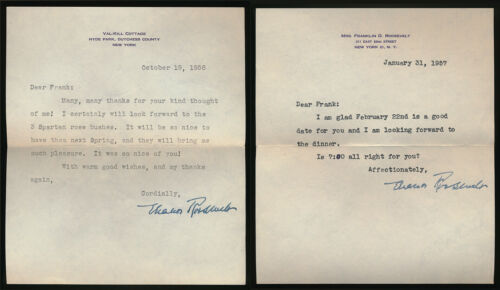 VAL-KILL COTTAGE
HYDE PARK, DUTCHESS COUNTY
NEW YORK
October 19, 1956
Dear Frank:
Many, many thanks for your kind thought
of me! I certainly will look forward to the
3 Spartan rose bushes. It will be so nice to
have then next Spring, and they will bring me
such pleasure. It was so nice of you!
With warm good wishes, and my thanks
again,
Cordially,
Eleanor Roosevelt
MRS. FRANKLIN D. ROOSEVELT
NEW YORK 21, N. Y.
January 31, 1957
Dear Frank:
I am glad February 22nd is a good
date for you and I am looking forward to
the dinner.
Is 7:00 all right for you?
Affectionately,
Eleanor Roosevelt